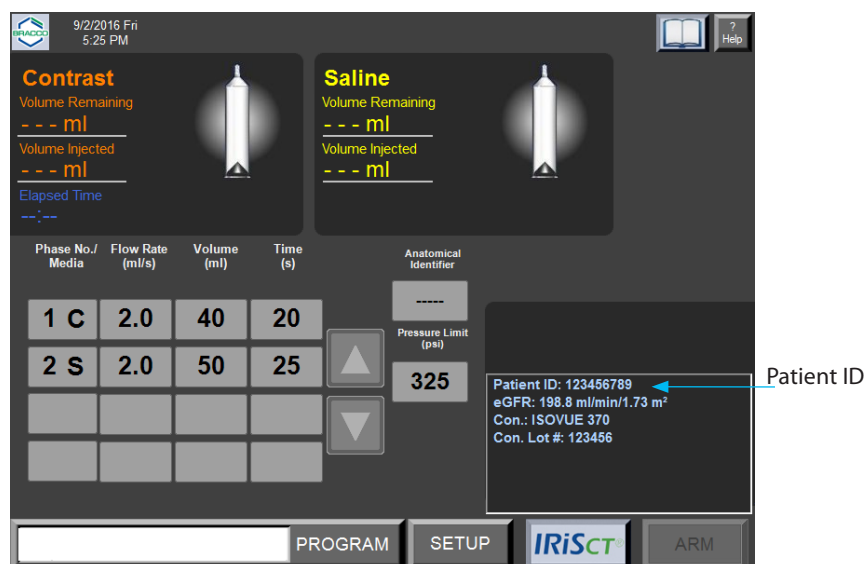 BRACCO
9/2/2016 Fri
5:25 PM
?
Help
Contrast
Volume Remaining
- - - ml
Volume Injected
- - - ml
Elapsed Time
--:--
Saline
Volume Remaining
- - - ml
Volume Injected
- - - ml
Phase No./ Media Flow Rate (ml/s) Volume (ml) Time (s)
1 C 2.0 40 20
2 S 2.0 50 25
Anatomical
Identifier
-----
Pressure Limit
(psi)
325
Patient ID: 123456789
eGFR: 198.8 ml/min/1.73 m²
Con.: ISOVUE 370
Con. Lot #: 123456
Patient ID
PROGRAM SETUP IRiSCT® ARM